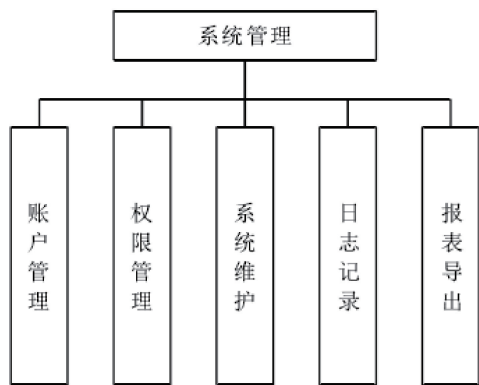 系统管理
账户管理
权限管理
系统维护
日志记录
报表导出